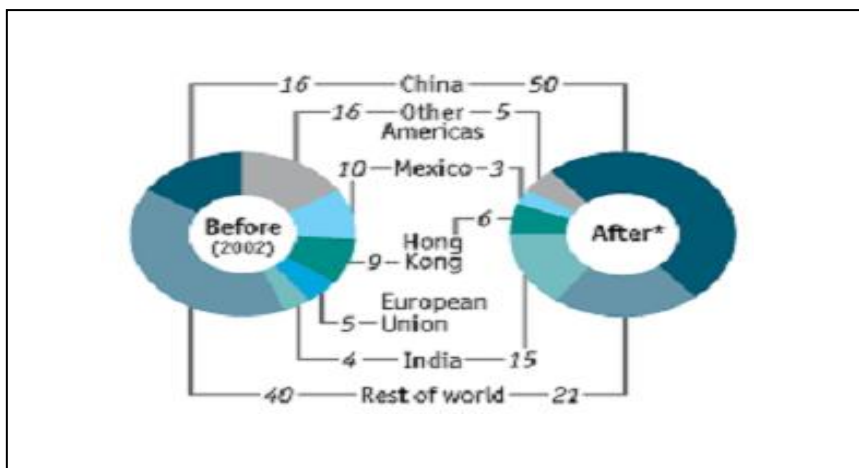 16 China 50
16 Other 5
Americas
10 Mexico 3
6
Before
(2002)
Hong
After*
9 Kong
European
5 Union
4 India 15
40 Rest of world 21